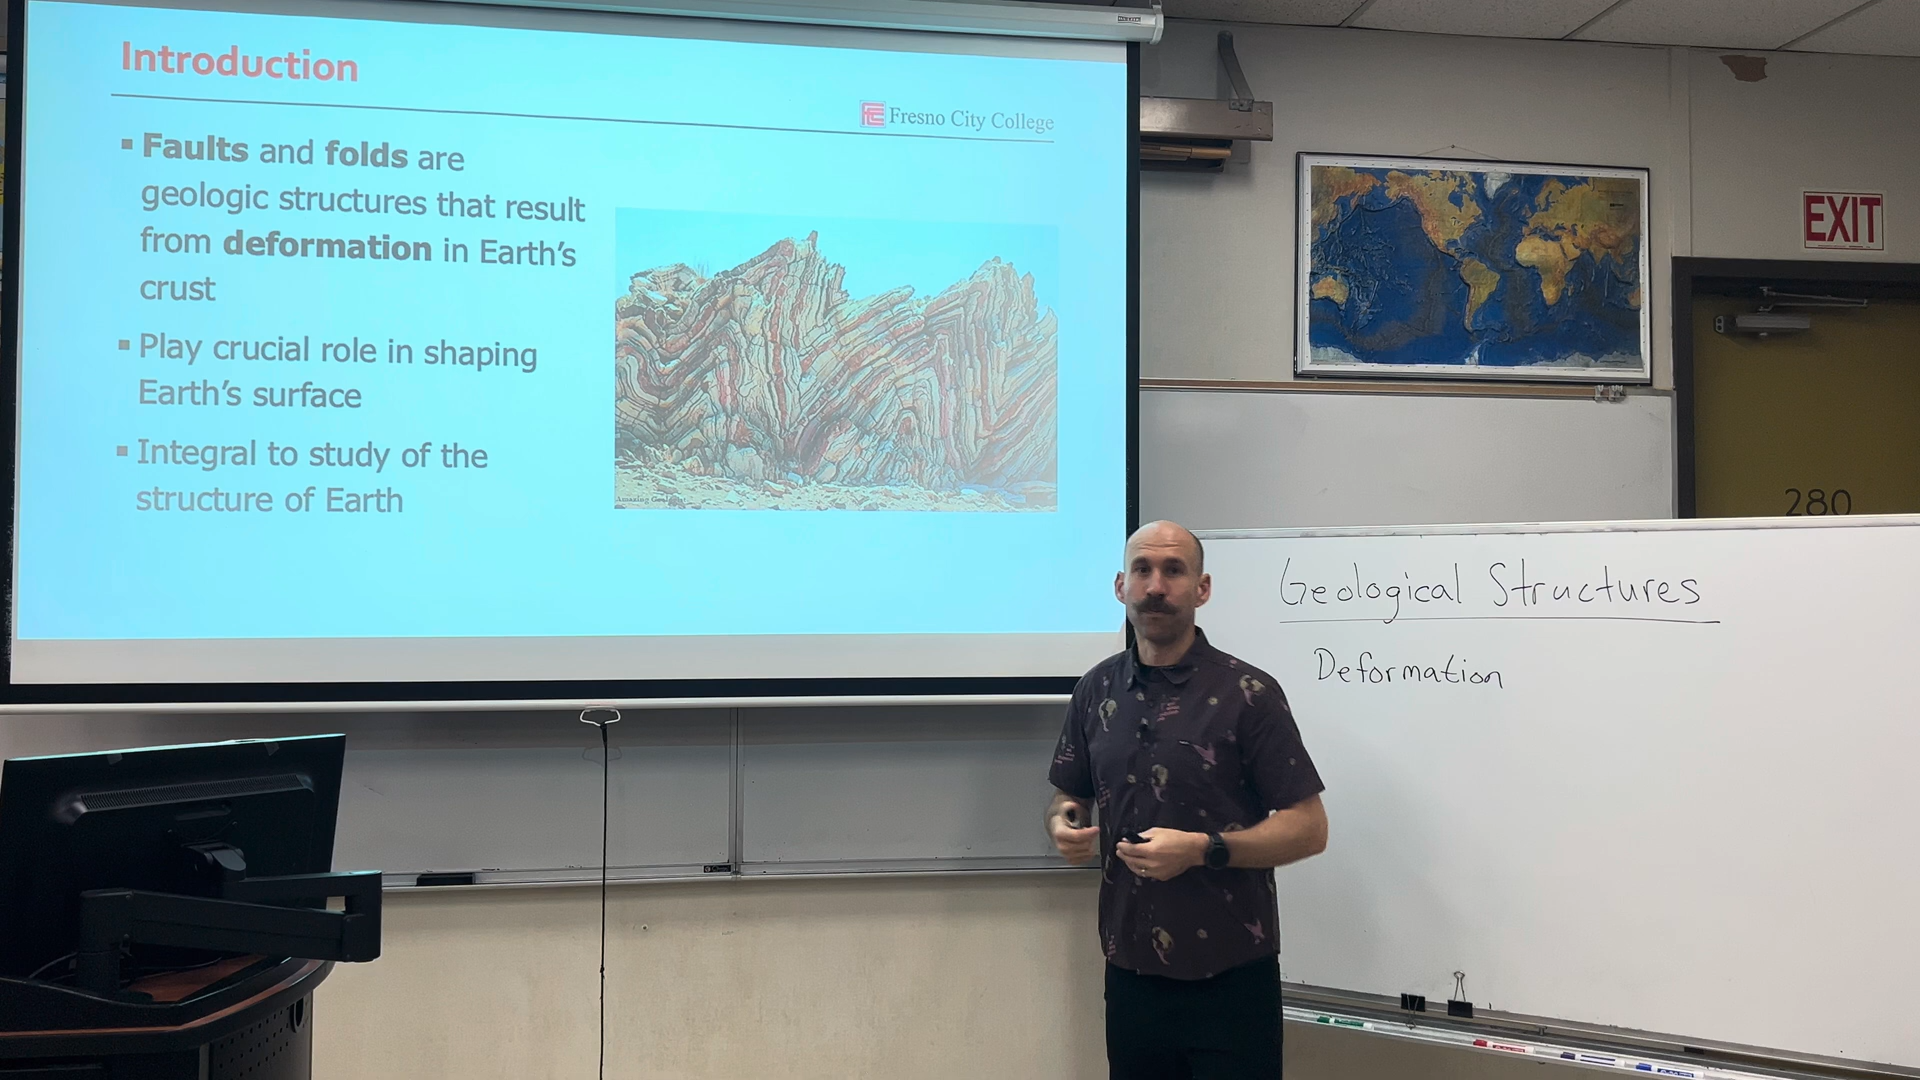 Introduction
Fresno City College
▪ Faults and folds are
geologic structures that result
from deformation in Earth's
crust
▪ Play crucial role in shaping
Earth's surface
▪ Integral to study of the
structure of Earth
EXIT
280
Geological Structures
Deformation